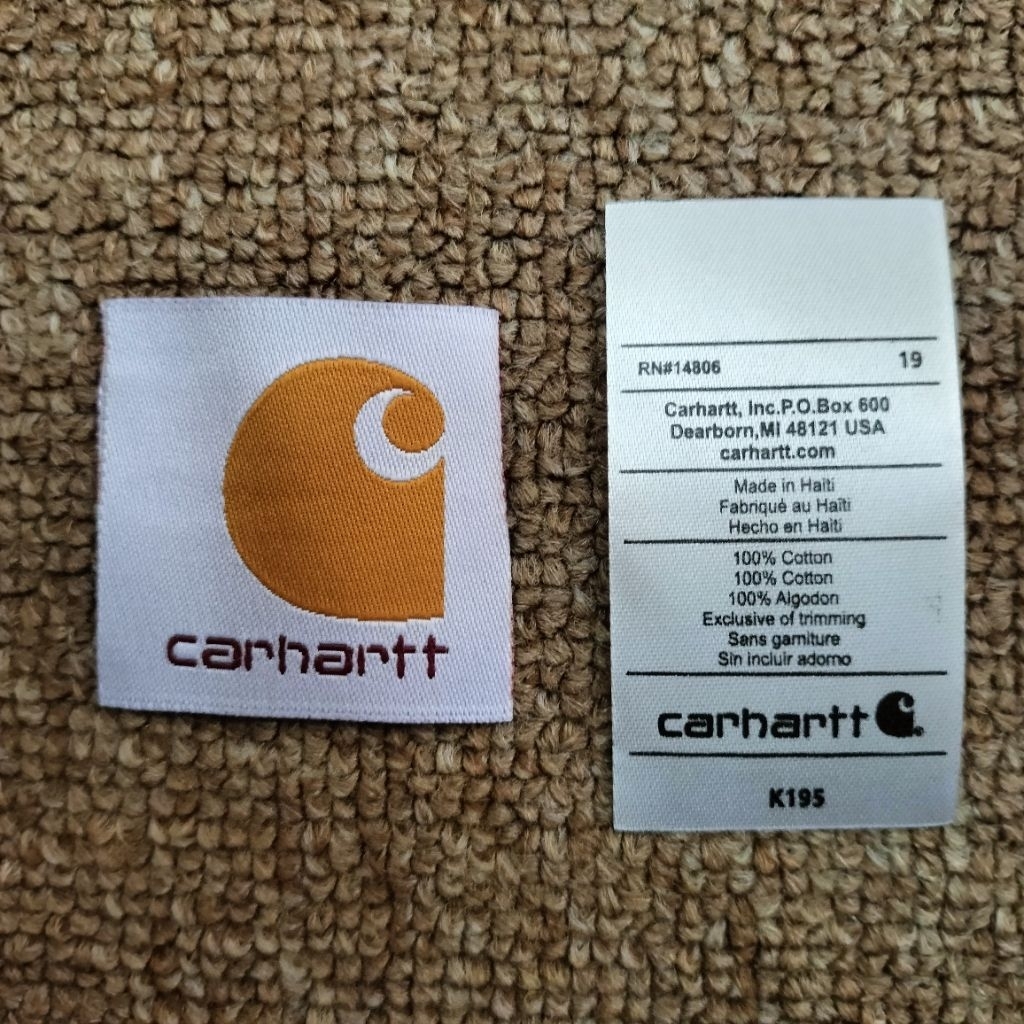 carhartt
RN#14806 19
Carhartt, Inc.P.O.Box 600
Dearborn,MI 48121 USA
carhartt.com
Made in Haiti
Fabriqué au Haïti
Hecho en Haïti
100% Cotton
100% Cotton
100% Algodon
Exclusive of trimming
Sans garniture
Sin incluir adorno
carhartt
K195